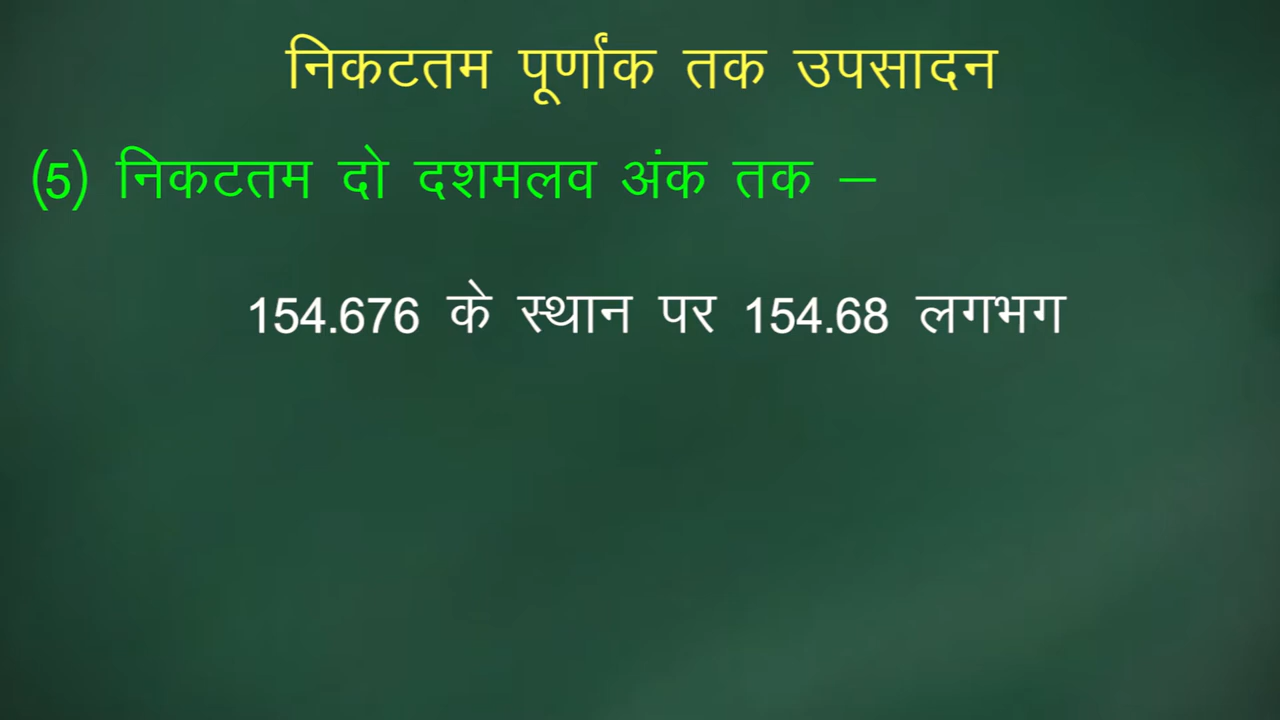 निकटतम पूर्णांक तक उपसादन
(5) निकटतम दो दशमलव अंक तक –
154.676 के स्थान पर 154.68 लगभग